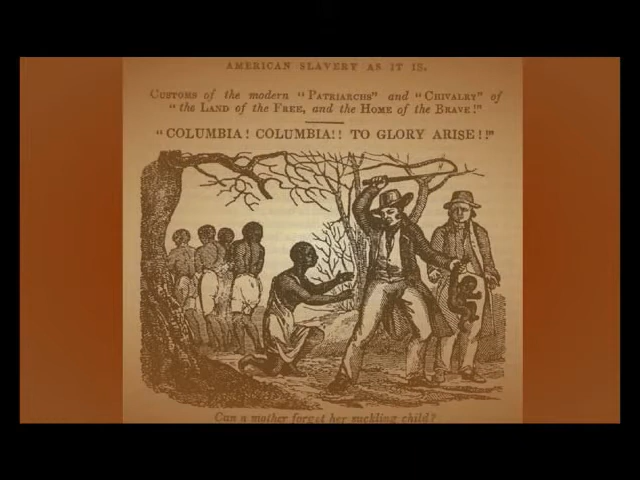 AMERICAN SLAVERY AS IT IS.
CUSTOMS of the modern "PATRIARCHS" and "CHIVALRY" of
"the LAND of the FREE, and the HOME of the BRAVE!"
"COLUMBIA! COLUMBIA!! TO GLORY ARISE!!"
Can a mother forget her suckling child?